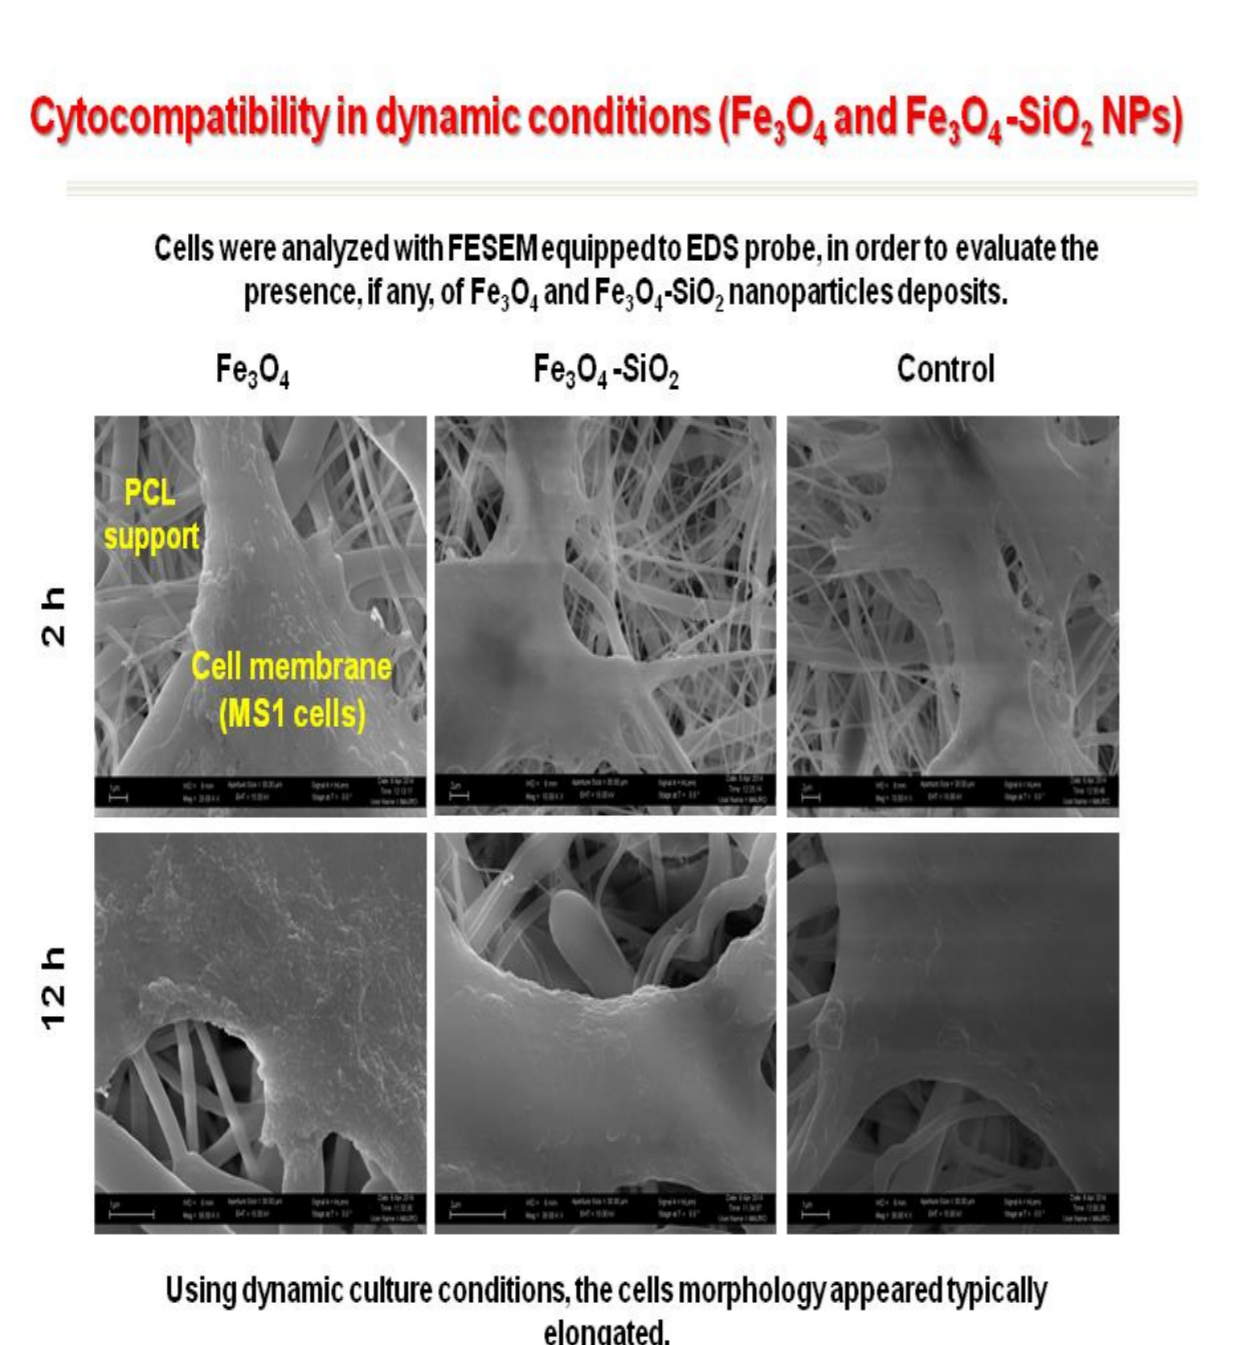 Cytocompatibility in dynamic conditions (Fe₃O₄ and Fe₃O₄-SiO₂ NPs)
Cells were analyzed with FESEM equipped to EDS probe, in order to evaluate the
presence, if any, of Fe₃O₄ and Fe₃O₄-SiO₂ nanoparticles deposits.
Fe₃O₄
Fe₃O₄-SiO₂
Control
2 h
PCL
support
Cell membrane
(MS1 cells)
12 h
Using dynamic culture conditions, the cells morphology appeared typically
elongated.